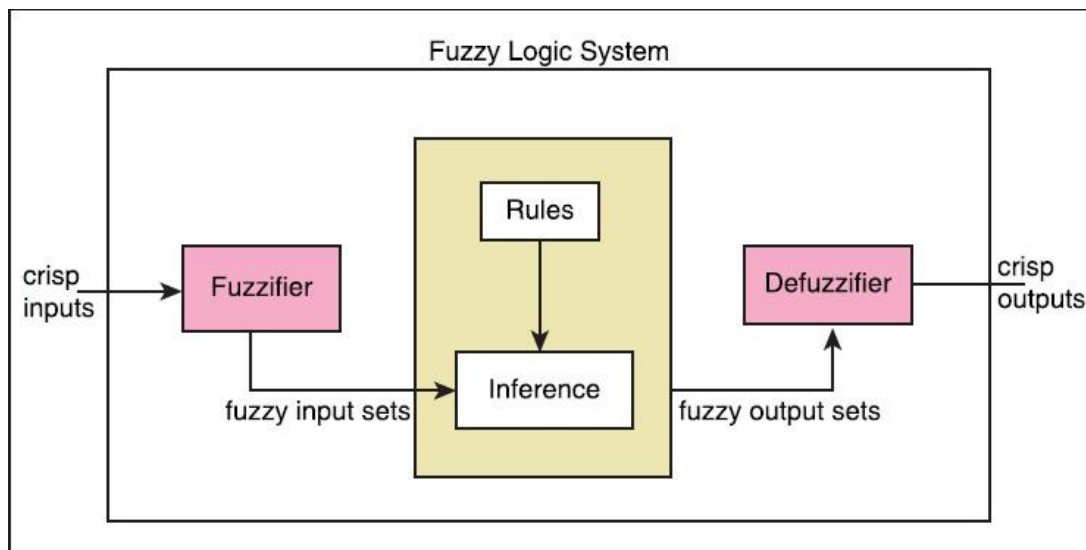 Fuzzy Logic System
Rules
crisp
inputs
Fuzzifier
Defuzzifier
crisp
outputs
Inference
fuzzy input sets
fuzzy output sets